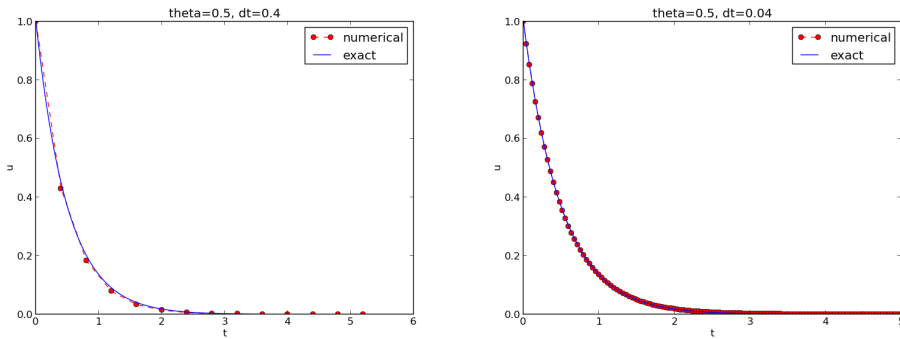 theta=0.5, dt=0.4
1.0
0.8
0.6
0.4
0.2
0.0
u
0 1 2 3 4 5 6
t
numerical
exact
theta=0.5, dt=0.04
1.0
0.8
0.6
0.4
0.2
0.0
u
0 1 2 3 4 5
t
numerical
exact